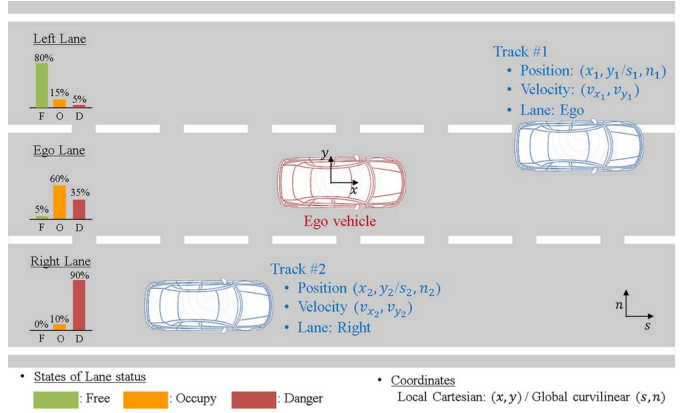 Left Lane
80%
15%
5%
F O D
Track #1
• Position: (x₁, y₁/s₁, n₁)
• Velocity: (vₓ₁, v_y₁)
• Lane: Ego
Ego Lane
60%
35%
5%
F O D
y
x
Ego vehicle
Right Lane
90%
0% 10%
F O D
Track #2
• Position (x₂, y₂/s₂, n₂)
• Velocity (vₓ₂, v_y₂)
• Lane: Right
n
s
• States of Lane status
: Free : Occupy : Danger
• Coordinates
Local Cartesian: (x, y) / Global curvilinear (s, n)